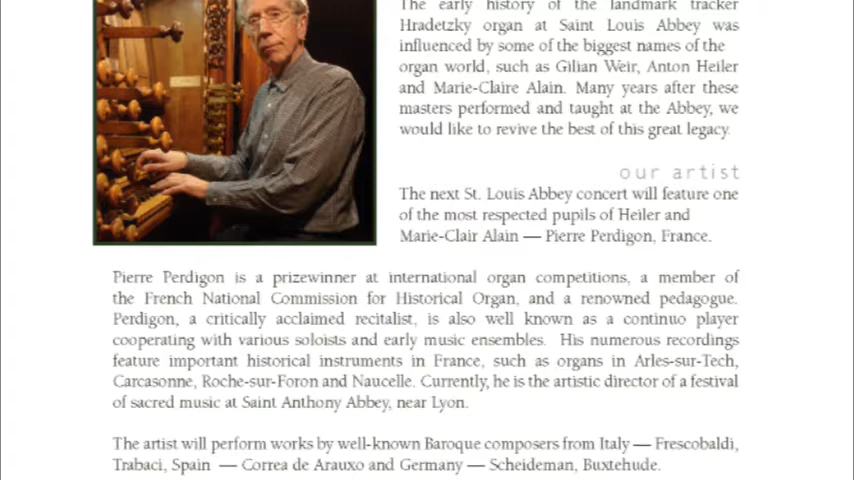 The early history of the landmark tracker
Hradetzky organ at Saint Louis Abbey was
influenced by some of the biggest names of the
organ world, such as Gilian Weir, Anton Heiler
and Marie-Claire Alain. Many years after these
masters performed and taught at the Abbey, we
would like to revive the best of this great legacy.
our artist
The next St. Louis Abbey concert will feature one
of the most respected pupils of Heiler and
Marie-Clair Alain — Pierre Perdigon, France.
Pierre Perdigon is a prizewinner at international organ competitions, a member of
the French National Commission for Historical Organ, and a renowned pedagogue.
Perdigon, a critically acclaimed recitalist, is also well known as a continuo player
cooperating with various soloists and early music ensembles. His numerous recordings
feature important historical instruments in France, such as organs in Arles-sur-Tech,
Carcasonne, Roche-sur-Foron and Naucelle. Currently, he is the artistic director of a festival
of sacred music at Saint Anthony Abbey, near Lyon.
The artist will perform works by well-known Baroque composers from Italy — Frescobaldi,
Trabaci, Spain — Correa de Arauxo and Germany — Scheideman, Buxtehude.